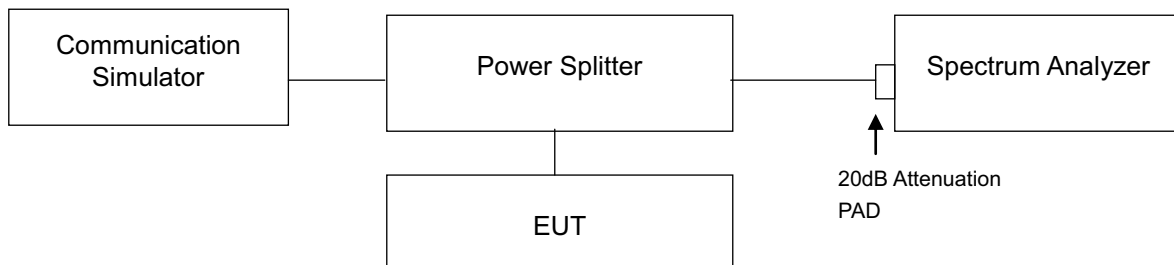 Communication
Simulator
Power Splitter
Spectrum Analyzer
20dB Attenuation
PAD
EUT